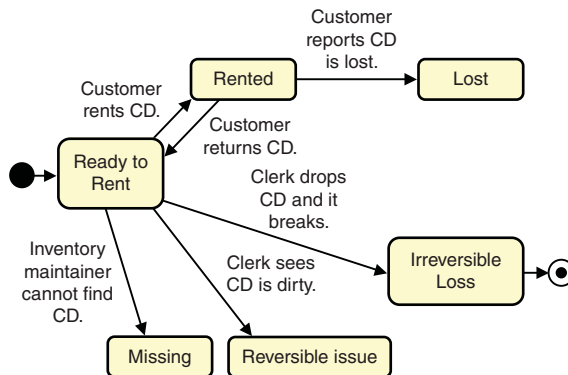 Customer
reports CD
is lost.
Rented
Lost
Customer
rents CD.
Customer
returns CD.
Ready to
Rent
Clerk drops
CD and it
breaks.
Inventory
maintainer
cannot find
CD.
Clerk sees
CD is dirty.
Irreversible
Loss
Missing
Reversible issue